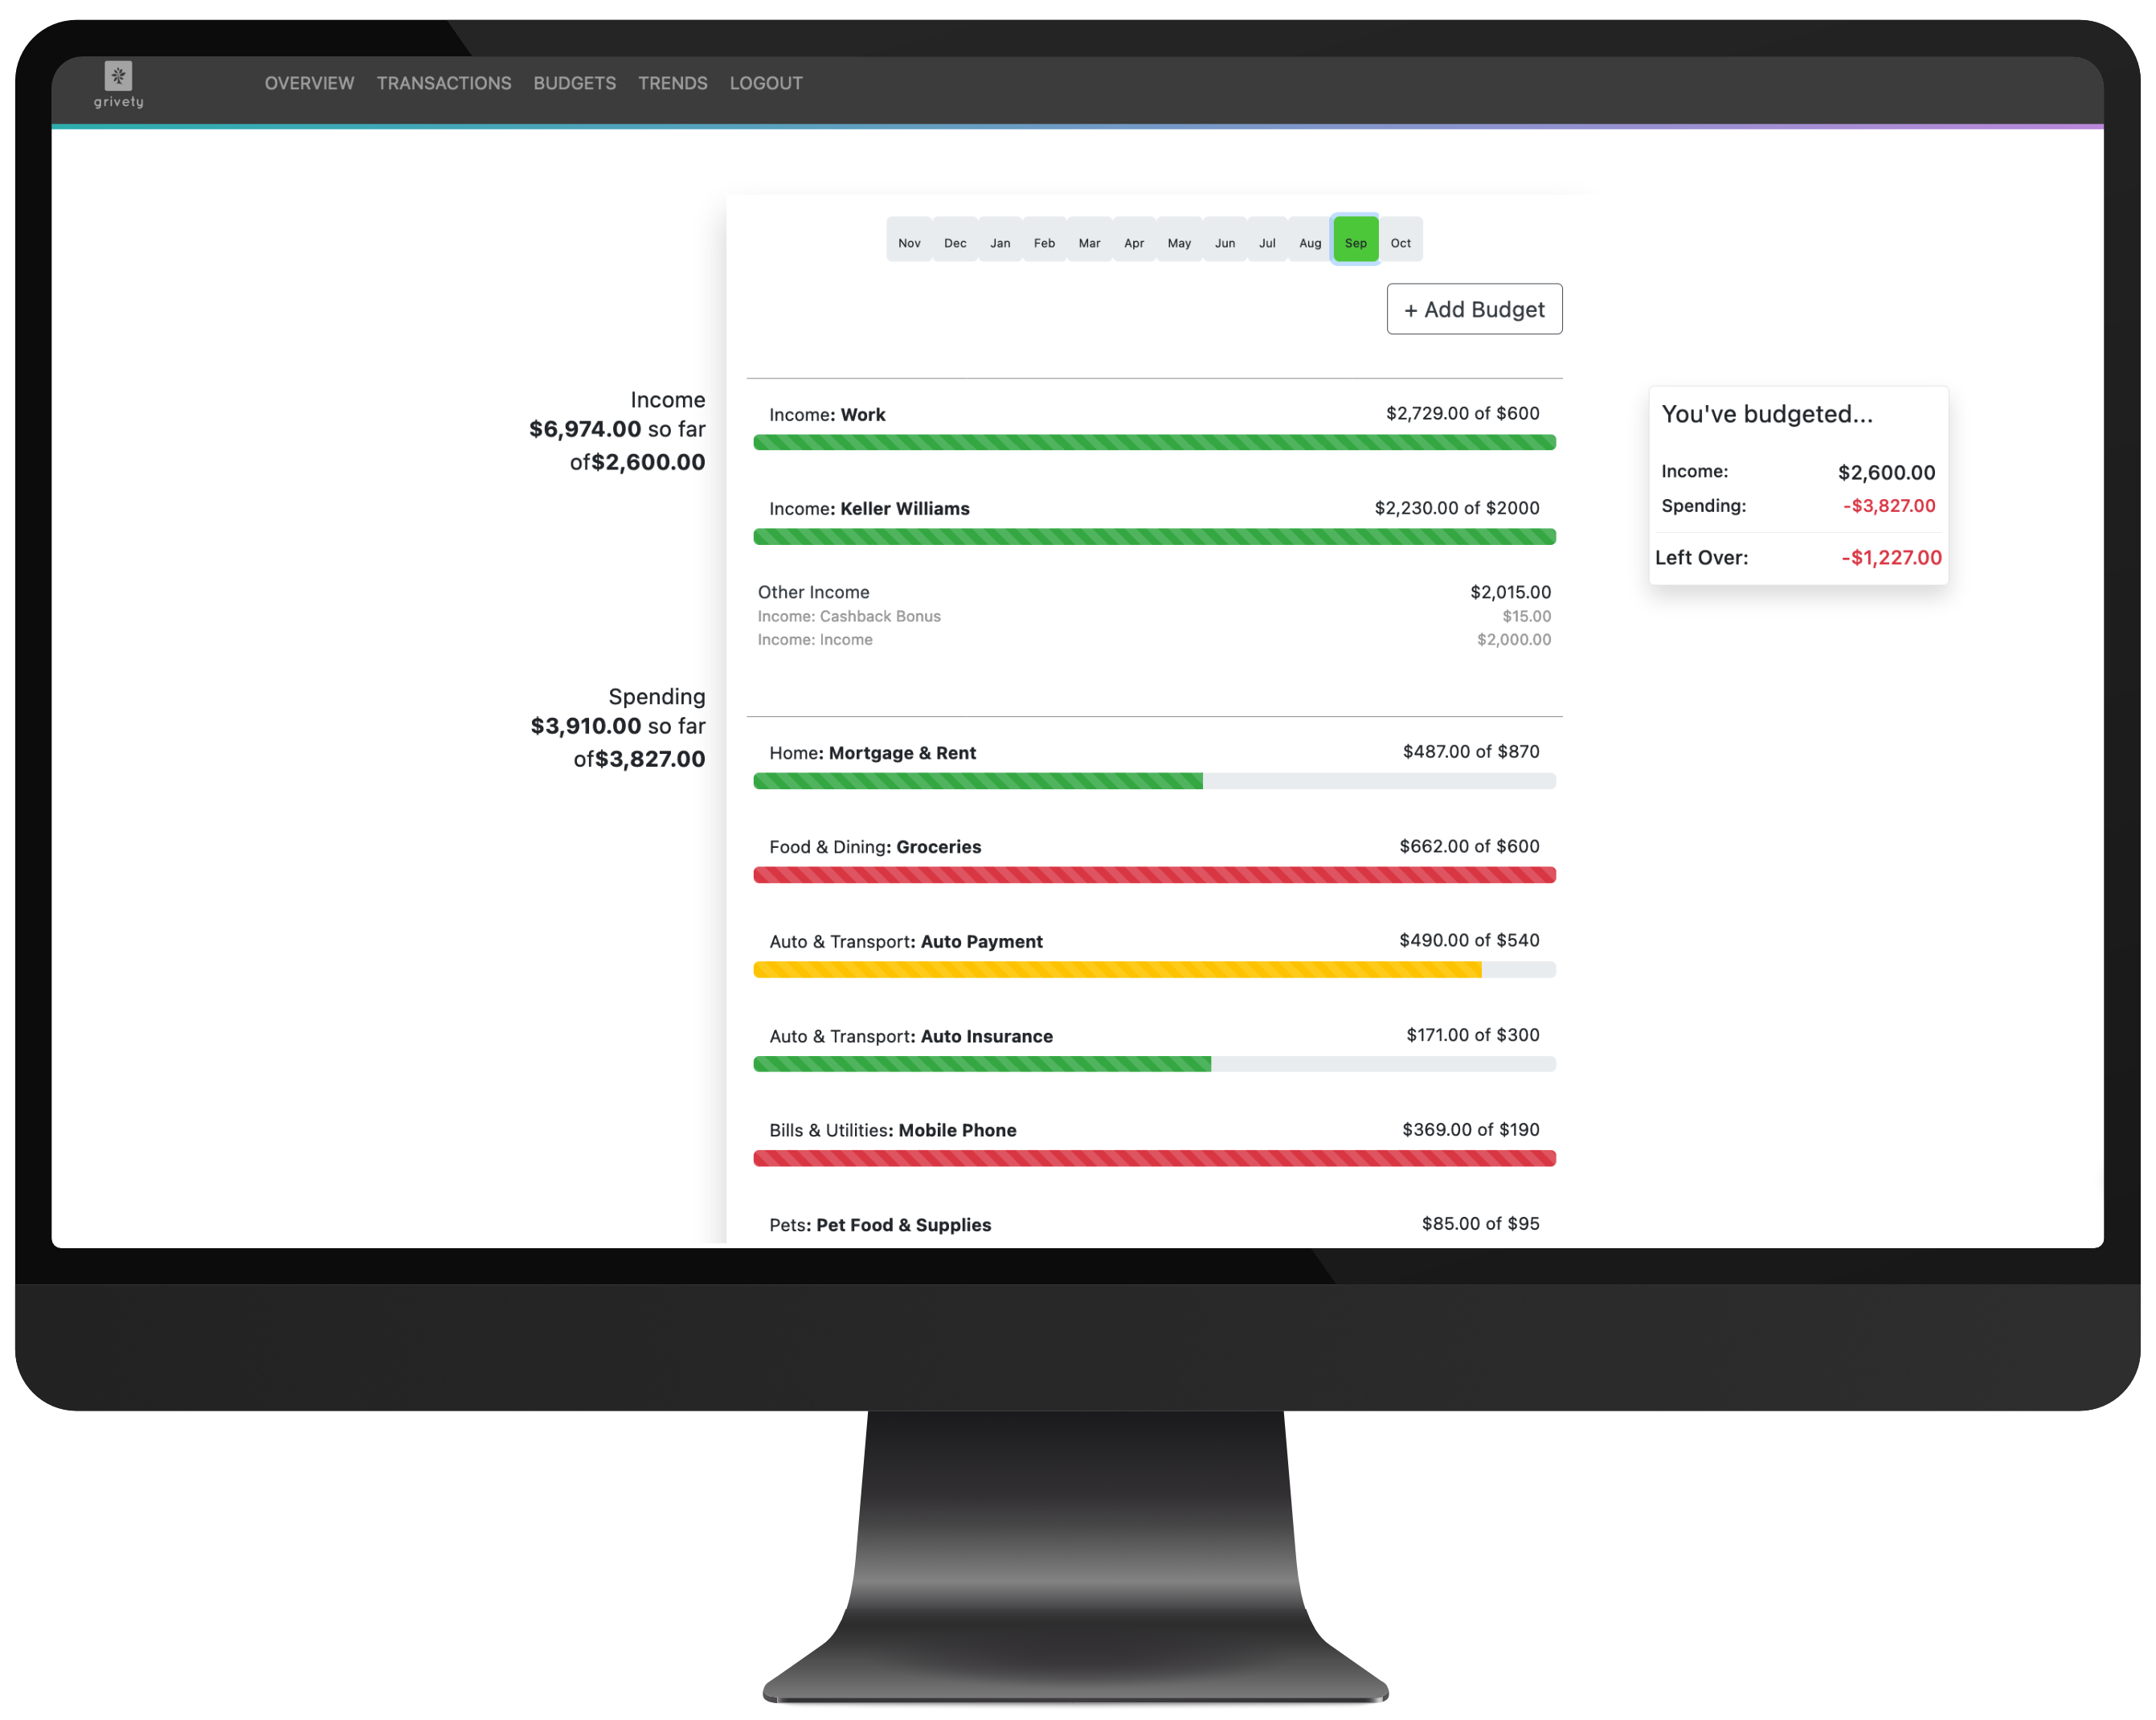 grivety
OVERVIEW TRANSACTIONS BUDGETS TRENDS LOGOUT
Nov Dec Jan Feb Mar Apr May Jun Jul Aug Sep Oct
+ Add Budget
Income
$6,974.00 so far
of$2,600.00
Income: Work $2,729.00 of $600
Income: Keller Williams $2,230.00 of $2000
Other Income $2,015.00
Income: Cashback Bonus $15.00
Income: Income $2,000.00
You've budgeted...
Income: $2,600.00
Spending: -$3,827.00
Left Over: -$1,227.00
Spending
$3,910.00 so far
of$3,827.00
Home: Mortgage & Rent $487.00 of $870
Food & Dining: Groceries $662.00 of $600
Auto & Transport: Auto Payment $490.00 of $540
Auto & Transport: Auto Insurance $171.00 of $300
Bills & Utilities: Mobile Phone $369.00 of $190
Pets: Pet Food & Supplies $85.00 of $95